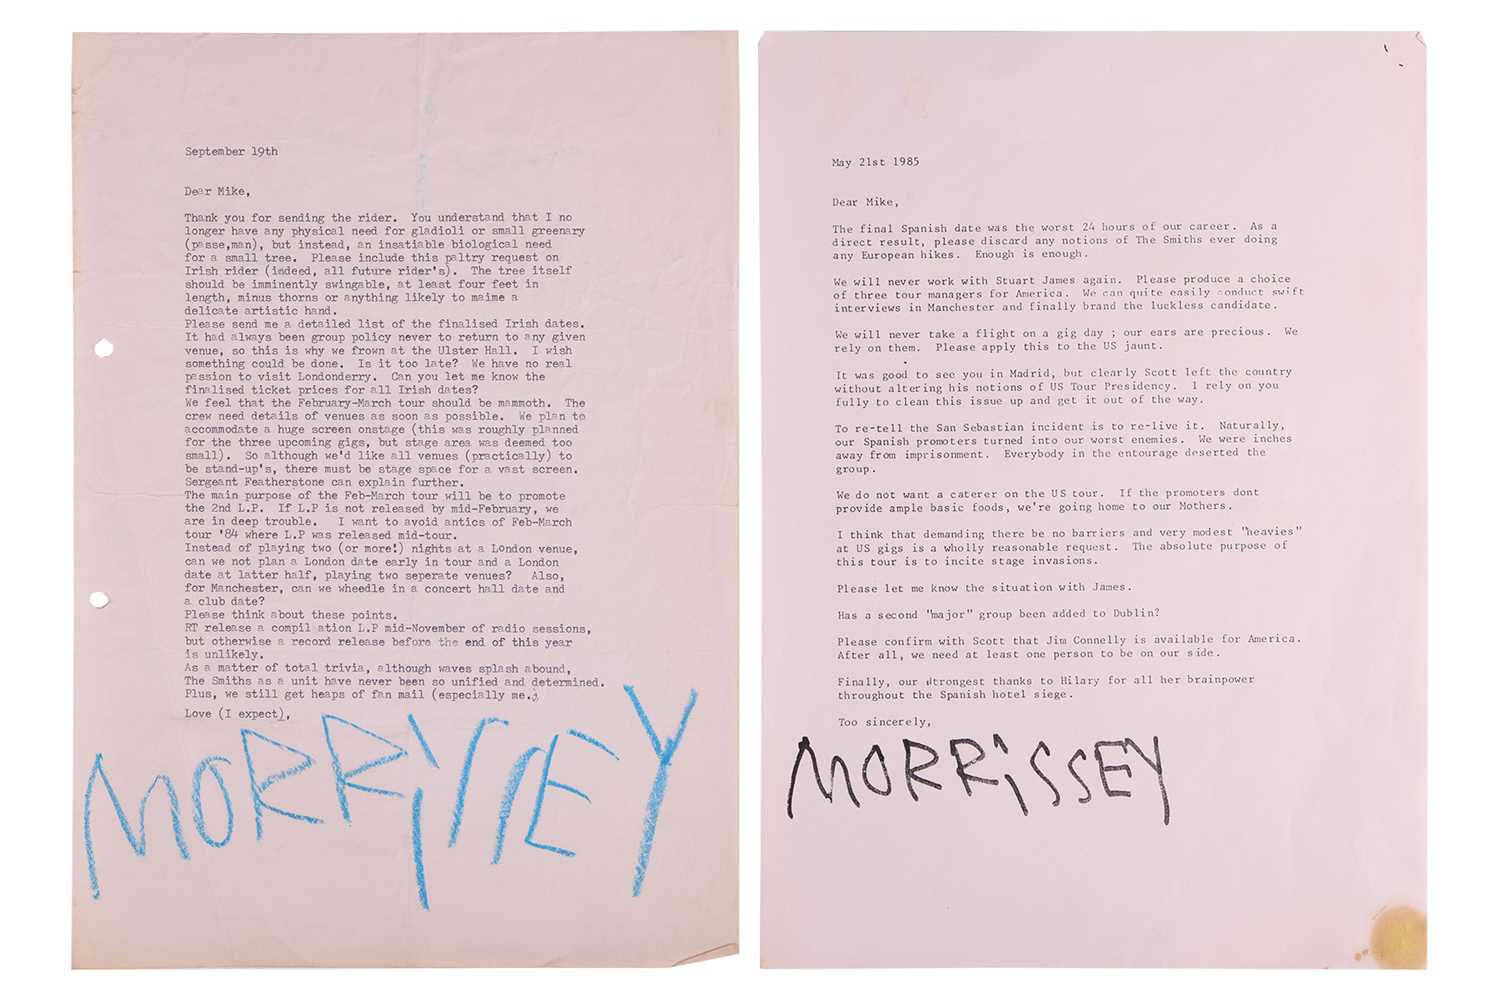 September 19th
Dear Mike,
Thank you for sending the rider. You understand that I no
longer have any physical need for gladioli or small greenary
(passe,man), but instead, an insatiable biological need
for a small tree. Please include this paltry request on
Irish rider (indeed, all future rider's). The tree itself
should be imminently swingable, at least four feet in
length, minus thorns or anything likely to maime a
delicate artistic hand.
Please send me a detailed list of the finalised Irish dates.
It had always been group policy never to return to any given
venue, so this is why we frown at the Ulster Hall. I wish
something could be done. Is it too late? We have no real
passion to visit Londonderry. Can you let me know the
finalised ticket prices for all Irish dates?
We feel that the February-March tour should be mammoth. The
crew need details of venues as soon as possible. We plan to
accommodate a huge screen onstage (this was roughly planned
for the three upcoming gigs, but stage area was deemed too
small). So although we'd like all venues (practically) to
be stand-up's, there must be stage space for a vast screen.
Sergeant Featherstone can explain further.
The main purpose of the Feb-March tour will be to promote
the 2nd L.P. If L.P is not released by mid-February, we
are in deep trouble. I want to avoid antics of Feb-March
tour '84 where L.P was released mid-tour.
Instead of playing two (or more!) nights at a London venue,
can we not plan a London date early in tour and a London
date at latter half, playing two seperate venues? Also,
for Manchester, can we wheedle in a concert hall date and
a club date?
Please think about these points.
RT release a compilation L.P mid-November of radio sessions,
but otherwise a record release before the end of this year
is unlikely.
As a matter of total trivia, although waves splash abound,
The Smiths as a unit have never been so unified and determined.
Plus, we still get heaps of fan mail (especially me.)
Love (I expect),
MORRISSEY
May 21st 1985
Dear Mike,
The final Spanish date was the worst 24 hours of our career. As a
direct result, please discard any notions of The Smiths ever doing
any European hikes. Enough is enough.
We will never work with Stuart James again. Please produce a choice
of three tour managers for America. We can quite easily conduct swift
interviews in Manchester and finally brand the luckless candidate.
We will never take a flight on a gig day ; our ears are precious. We
rely on them. Please apply this to the US jaunt.
It was good to see you in Madrid, but clearly Scott left the country
without altering his notions of US Tour Presidency. I rely on you
fully to clean this issue up and get it out of the way.
To re-tell the San Sebastian incident is to re-live it. Naturally,
our Spanish promoters turned into our worst enemies. We were inches
away from imprisonment. Everybody in the entourage deserted the
group.
We do not want a caterer on the US tour. If the promoters dont
provide ample basic foods, we're going home to our Mothers.
I think that demanding there be no barriers and very modest "heavies"
at US gigs is a wholly reasonable request. The absolute purpose of
this tour is to incite stage invasions.
Please let me know the situation with James.
Has a second "major" group been added to Dublin?
Please confirm with Scott that Jim Connelly is available for America.
After all, we need at least one person to be on our side.
Finally, our strongest thanks to Hilary for all her brainpower
throughout the Spanish hotel siege.
Too sincerely,
MORRiSSEY